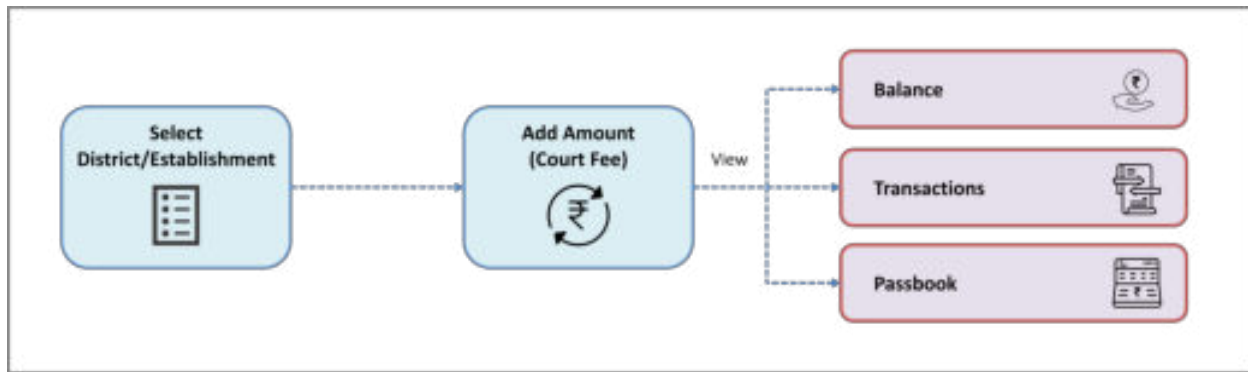 Select
District/Establishment
Add Amount
(Court Fee)
₹
View
Balance
₹
Transactions
Passbook
₹